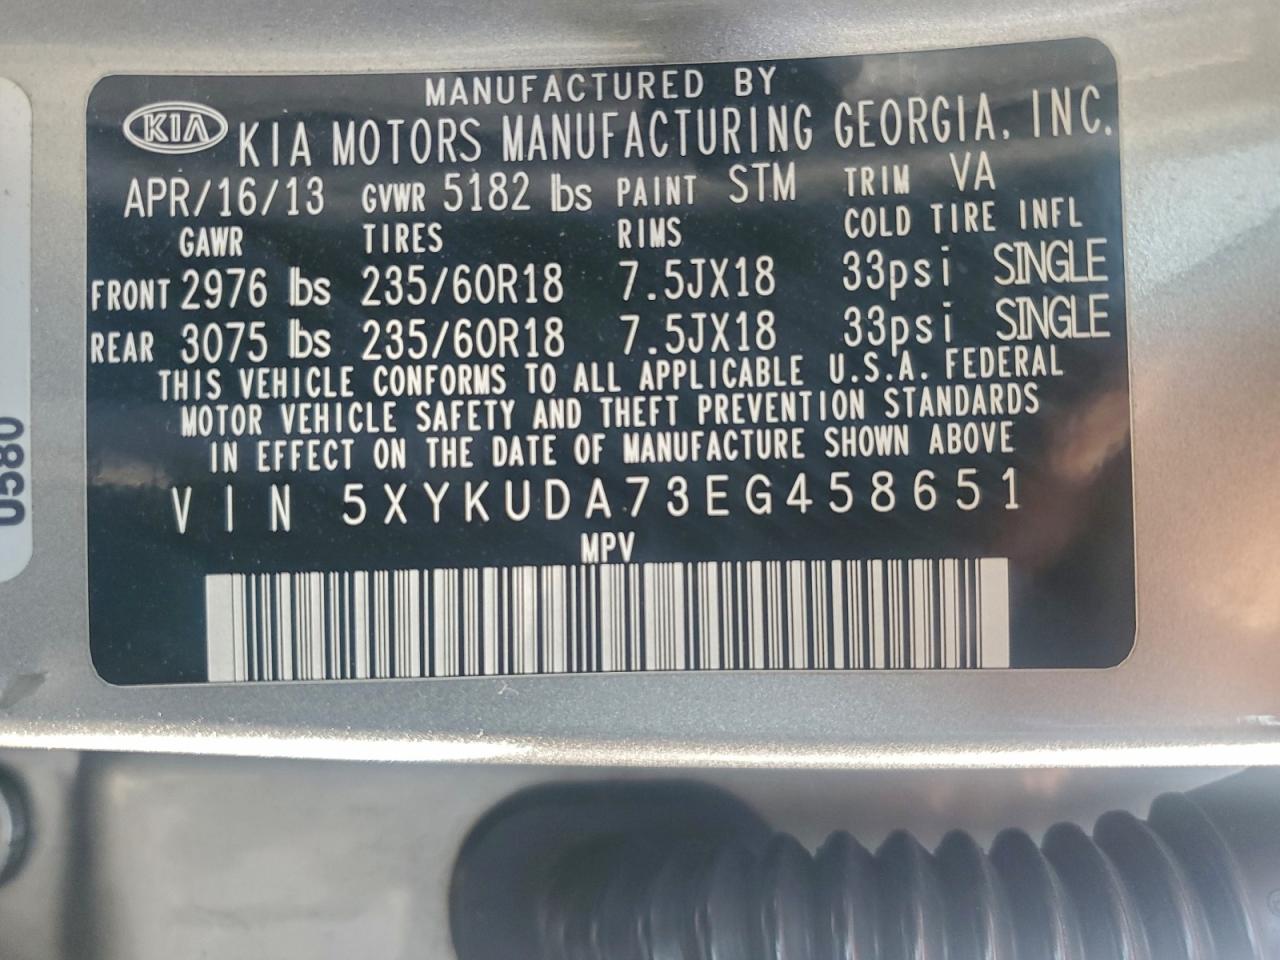 MANUFACTURED BY
KIA KIA MOTORS MANUFACTURING GEORGIA, INC.
APR/16/13 GVWR 5182 lbs PAINT STM TRIM VA
GAWR TIRES RIMS COLD TIRE INFL
FRONT 2976 lbs 235/60R18 7.5JX18 33psi SINGLE
REAR 3075 lbs 235/60R18 7.5JX18 33psi SINGLE
THIS VEHICLE CONFORMS TO ALL APPLICABLE U.S.A. FEDERAL
MOTOR VEHICLE SAFETY AND THEFT PREVENTION STANDARDS
IN EFFECT ON THE DATE OF MANUFACTURE SHOWN ABOVE
VIN 5XYKUDA73EG458651
MPV
0580